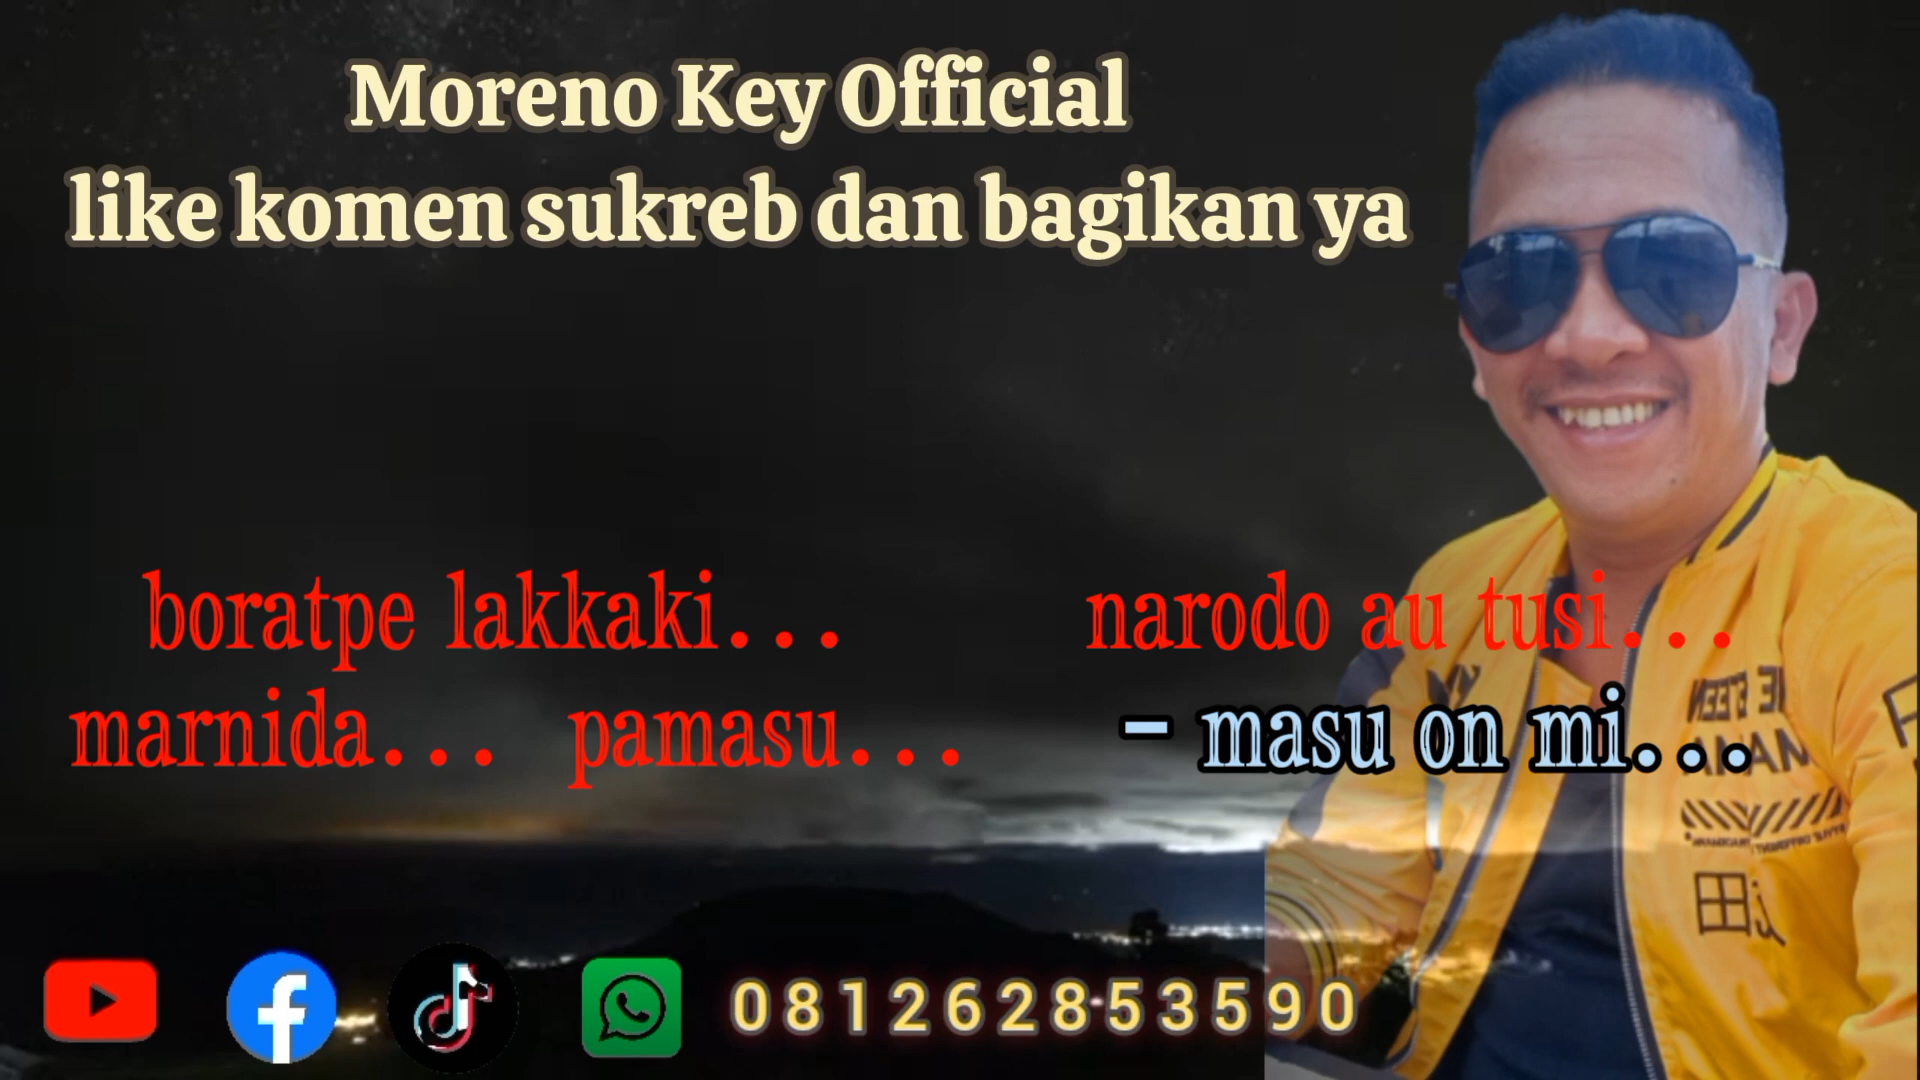 Moreno Key Official
like komen sukreb dan bagikan ya
boratpe lakkaki... narodo au tusi...
marnida... pamasu... - masu on mi...
081262853590